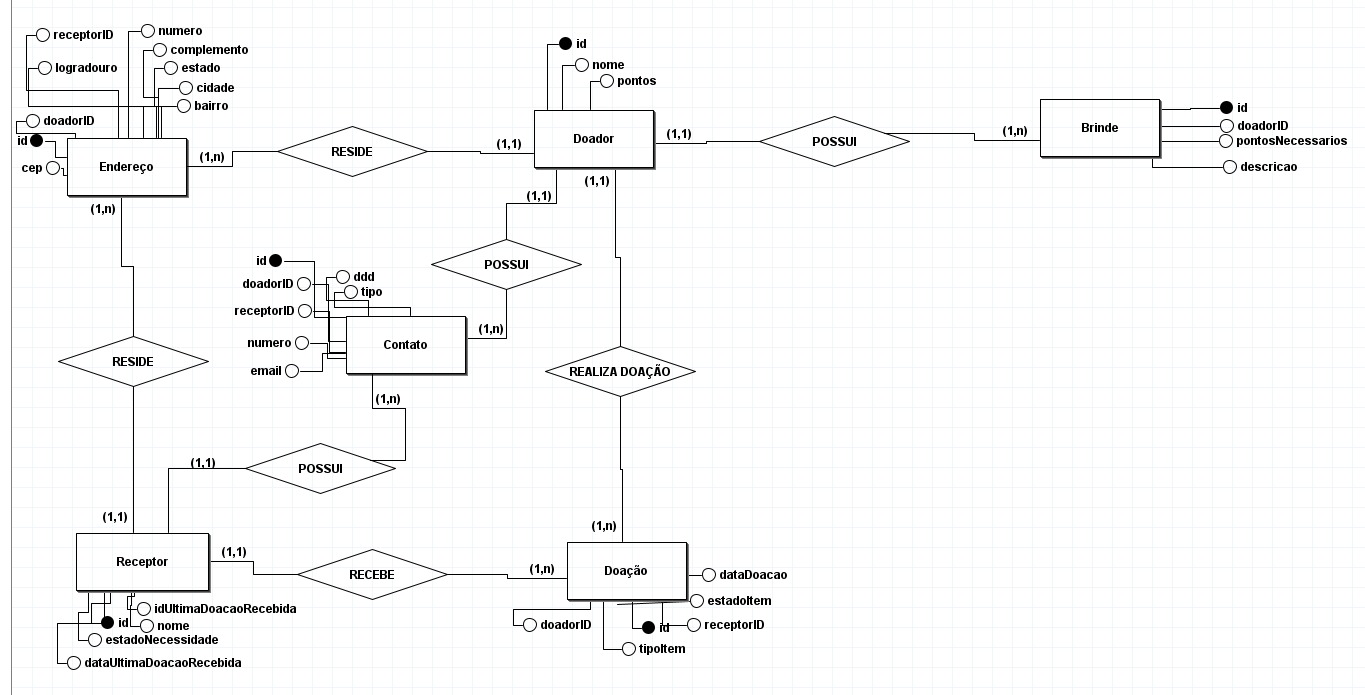 receptorID
numero
complemento
logradouro
estado
cidade
bairro
doadorID
id
cep
Endereço
(1,n)
RESIDE
(1,1)
id
nome
pontos
Doador
(1,1)
POSSUI
(1,n)
Brinde
id
doadorID
pontosNecessarios
descricao
(1,n)
(1,1)
(1,1)
POSSUI
(1,n)
id
doadorID
ddd
tipo
receptorID
numero
email
Contato
(1,n)
RESIDE
REALIZA DOAÇÃO
(1,1)
POSSUI
(1,1)
(1,n)
Receptor
(1,1)
RECEBE
(1,n)
Doação
dataDoacao
estadoItem
doadorID
id
receptorID
tipoItem
idUltimaDoacaoRecebida
id
nome
estadoNecessidade
dataUltimaDoacaoRecebida